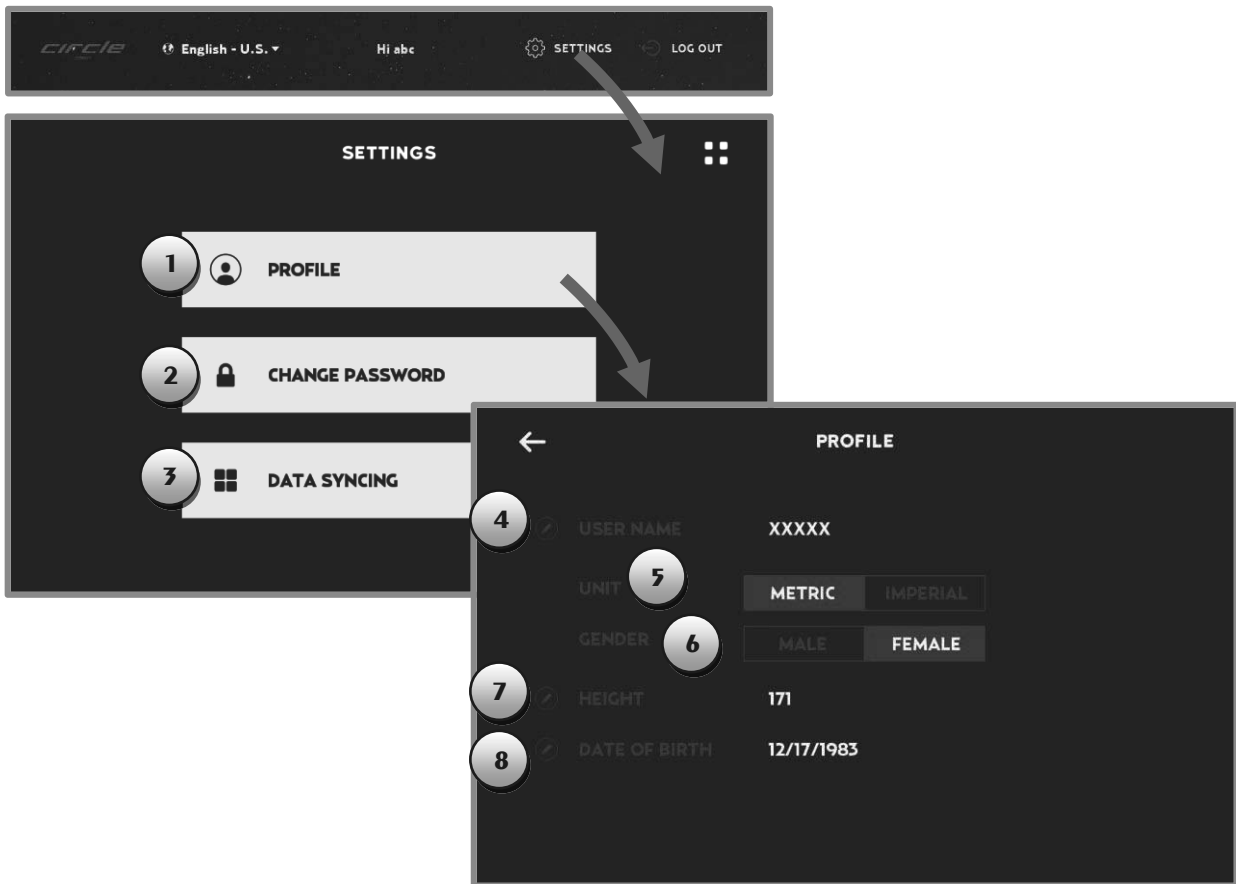 circle English - U.S. Hi abc SETTINGS LOG OUT
SETTINGS
1 PROFILE
2 CHANGE PASSWORD
3 DATA SYNCING
PROFILE
4 USER NAME XXXXX
UNIT 5 METRIC IMPERIAL
GENDER 6 MALE FEMALE
7 HEIGHT 171
8 DATE OF BIRTH 12/17/1983